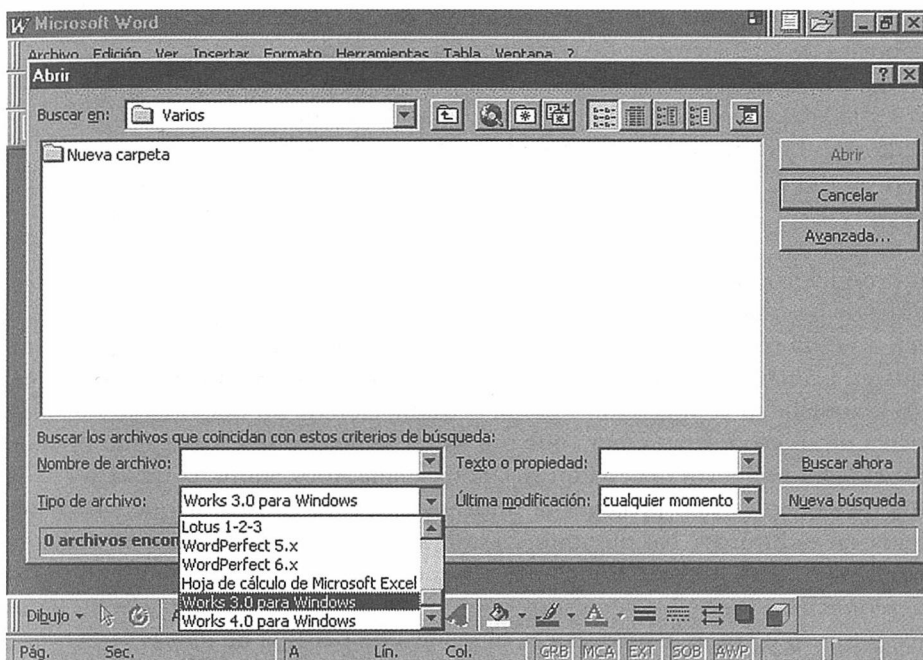 Microsoft Word
Archivo Edición Ver Insertar Formato Herramientas Tabla Ventana ?
Abrir
Buscar en: Varios
Nueva carpeta
Abrir
Cancelar
Avanzada...
Buscar los archivos que coincidan con estos criterios de búsqueda:
Nombre de archivo: Texto o propiedad: Buscar ahora
Tipo de archivo: Works 3.0 para Windows Última modificación: cualquier momento Nueva búsqueda
Lotus 1-2-3
0 archivos encon
WordPerfect 5.x
WordPerfect 6.x
Hoja de cálculo de Microsoft Excel
Works 3.0 para Windows
Works 4.0 para Windows
Dibujo A
Pág. Sec. A Lín. Col. GRB MCA EXT SOB AWP